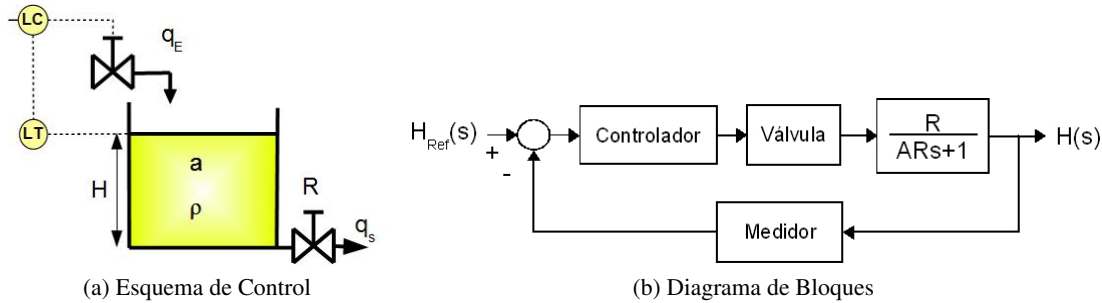 LC
q_E
LT
H
a
ρ
R
q_s
(a) Esquema de Control
H_Ref(s)
+
-
Controlador
Válvula
R
ARs+1
H(s)
Medidor
(b) Diagrama de Bloques